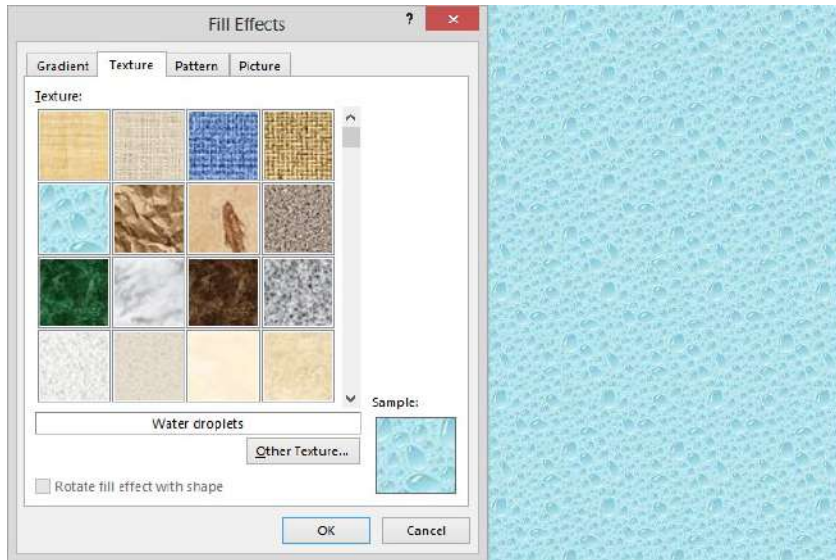 Fill Effects ? ×
Gradient Texture Pattern Picture
Texture:
Sample:
Water droplets
Other Texture...
Rotate fill effect with shape
OK Cancel